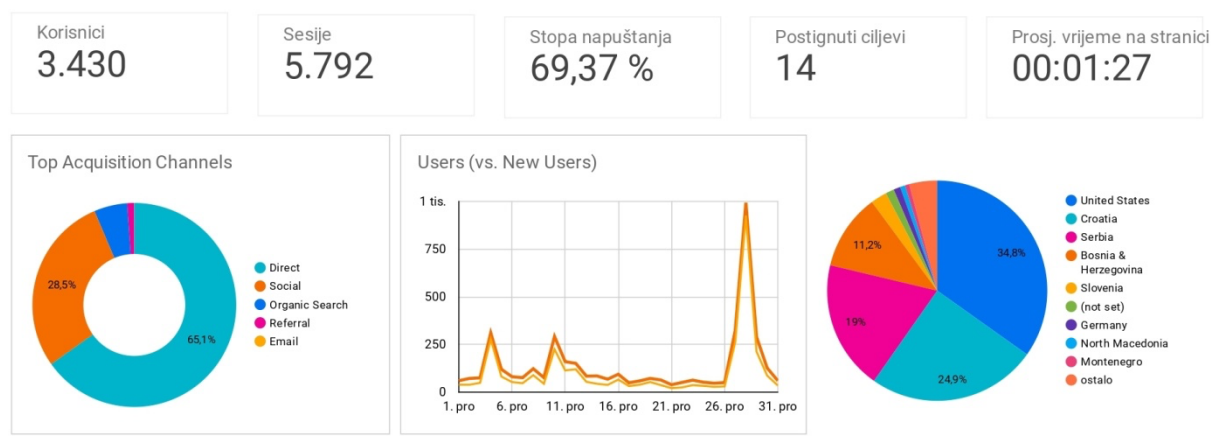 Korisnici
3.430
Sesije
5.792
Stopa napuštanja
69,37 %
Postignuti ciljevi
14
Prosj. vrijeme na stranici
00:01:27
Top Acquisition Channels
28,5%
65,1%
Direct
Social
Organic Search
Referral
Email
Users (vs. New Users)
1 tis.
750
500
250
0
1. pro
6. pro
11. pro
16. pro
21. pro
26. pro
31. pro
34,8%
24,9%
19%
11,2%
United States
Croatia
Serbia
Bosnia &
Herzegovina
Slovenia
(not set)
Germany
North Macedonia
Montenegro
ostalo